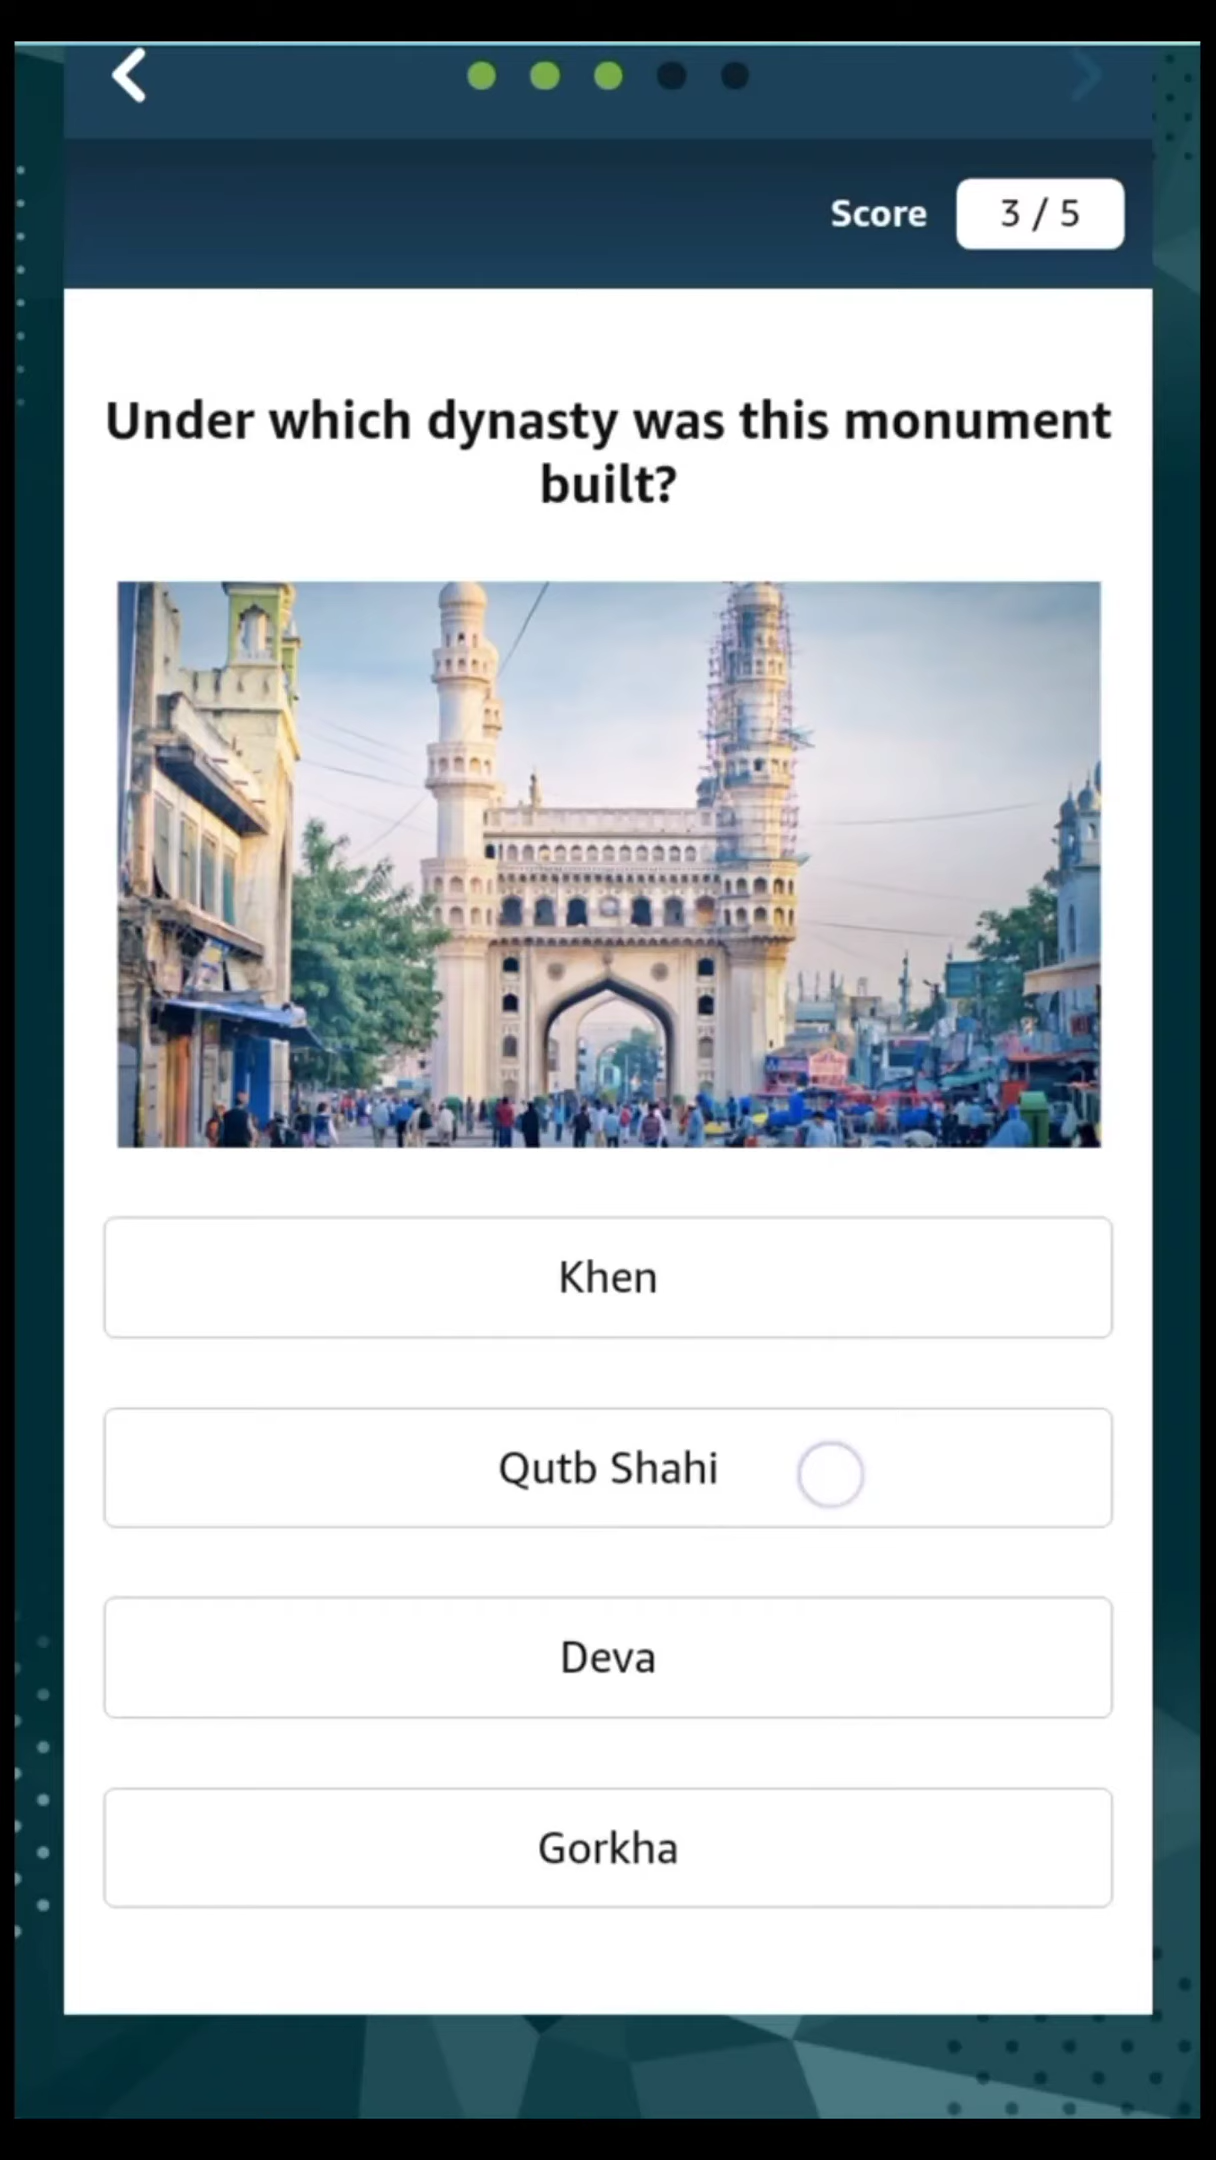 Score 3 / 5
Under which dynasty was this monument
built?
Khen
Qutb Shahi
Deva
Gorkha